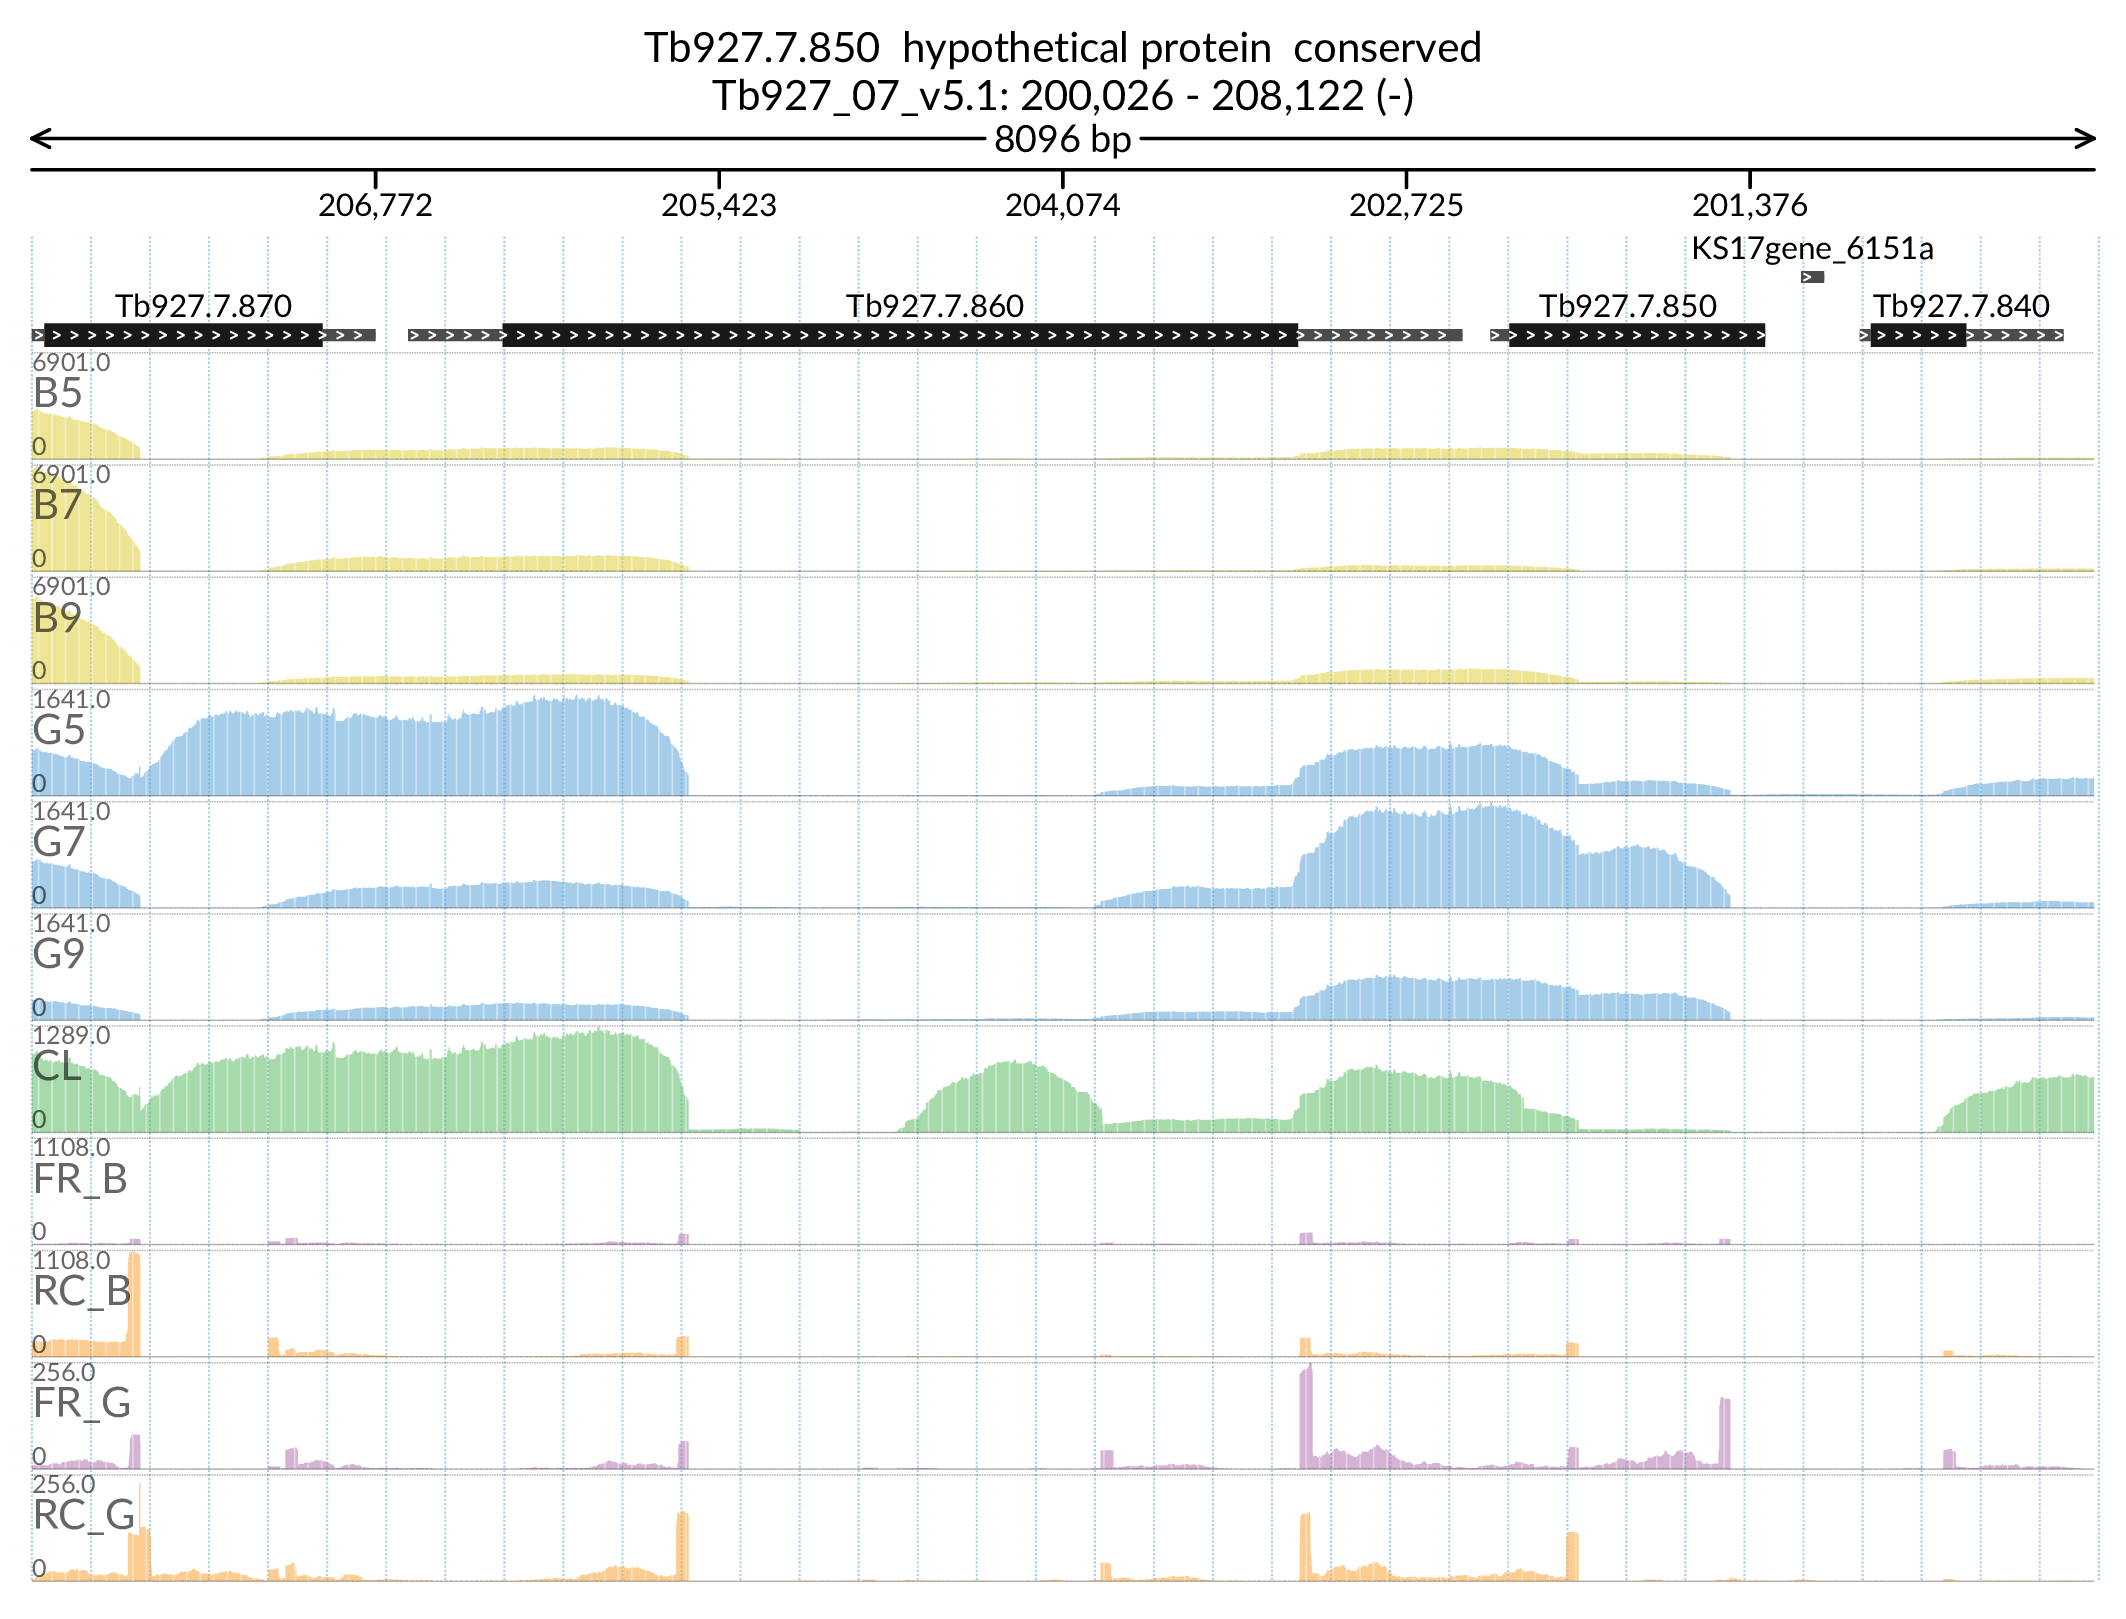 Tb927.7.850  hypothetical protein  conserved
Tb927_07_v5.1: 200,026 - 208,122 (-)
8096 bp
206,772 205,423 204,074 202,725 201,376
KS17gene_6151a
Tb927.7.870 Tb927.7.860 Tb927.7.850 Tb927.7.840
6901.0
B5
0
6901.0
B7
0
6901.0
B9
0
1641.0
G5
0
1641.0
G7
0
1641.0
G9
0
1289.0
CL
0
1108.0
FR_B
0
1108.0
RC_B
0
256.0
FR_G
0
256.0
RC_G
0